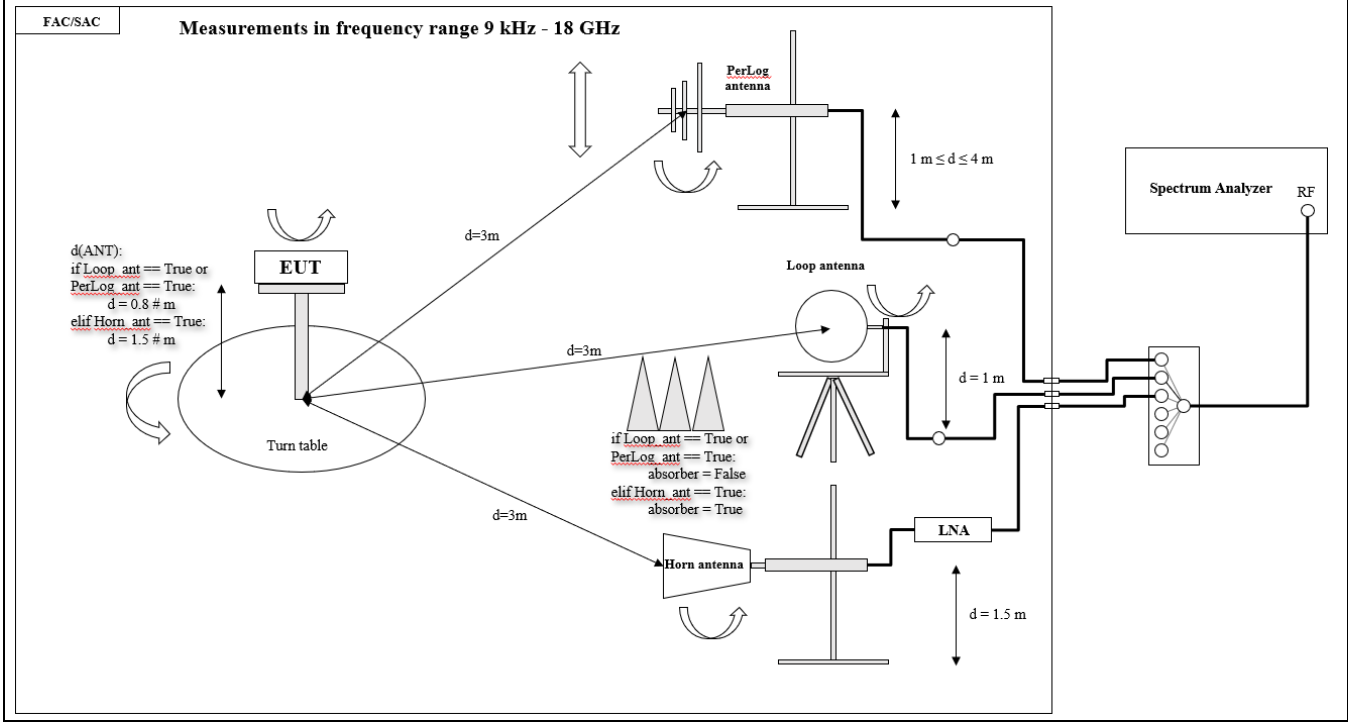 FAC/SAC
Measurements in frequency range 9 kHz - 18 GHz
PerLog
antenna
1 m ≤ d ≤ 4 m
Spectrum Analyzer
RF
d=3m
d(ANT):
if Loop_ant == True or
PerLog_ant == True:
d = 0.8 # m
elif Horn_ant == True:
d = 1.5 # m
EUT
Loop antenna
d=3m
d = 1 m
Turn table
if Loop_ant == True or
PerLog_ant == True:
absorber = False
elif Horn_ant == True:
absorber = True
d=3m
LNA
Horn antenna
d = 1.5 m